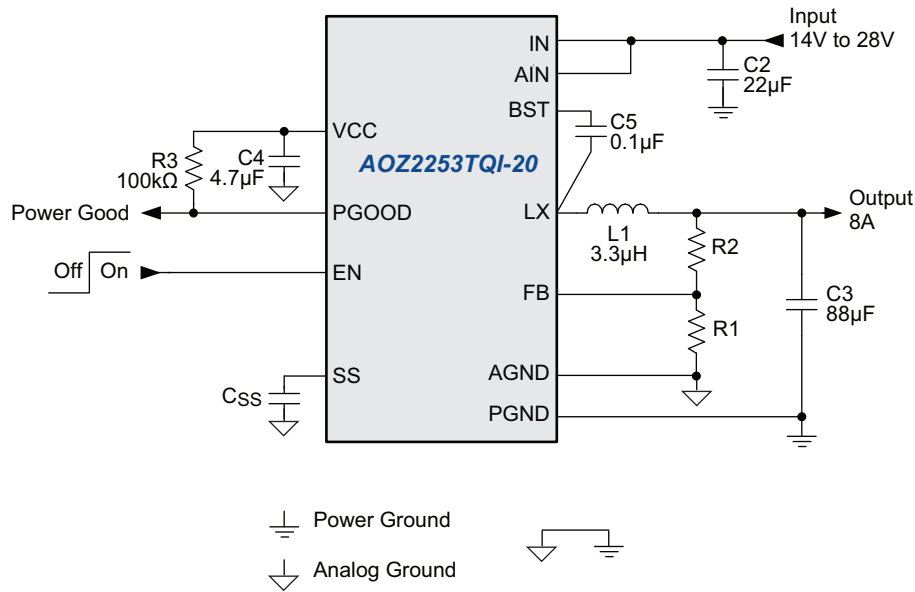 Input
14V to 28V
IN
AIN
C2
22µF
BST
C5
0.1µF
VCC
AOZ2253TQI-20
R3
100kΩ
C4
4.7µF
Power Good
PGOOD
LX
L1
3.3µH
Output
8A
R2
Off
On
EN
FB
R1
C3
88µF
SS
CSS
AGND
PGND
Power Ground
Analog Ground